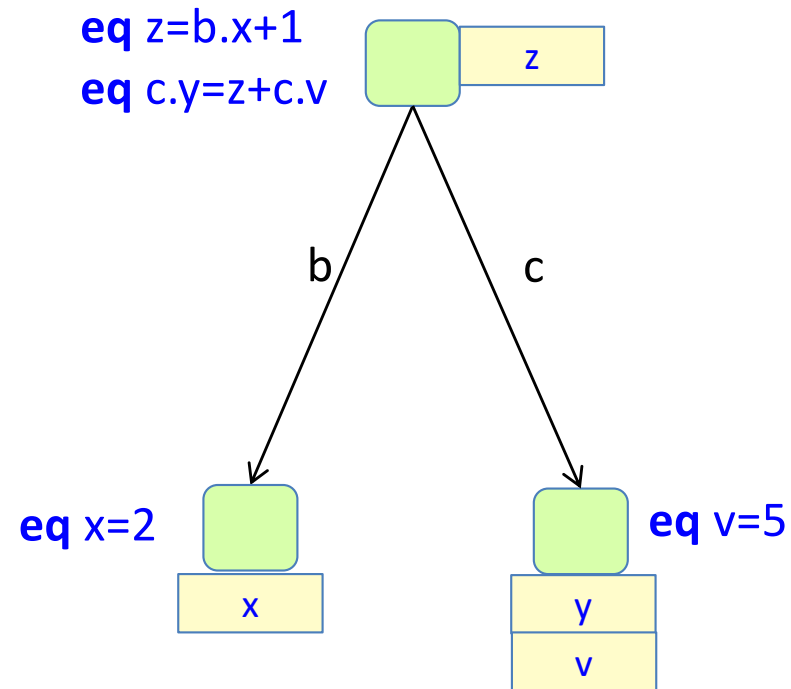 eq z=b.x+1
z
eq c.y=z+c.v
b
c
eq x=2
eq v=5
x
y
v